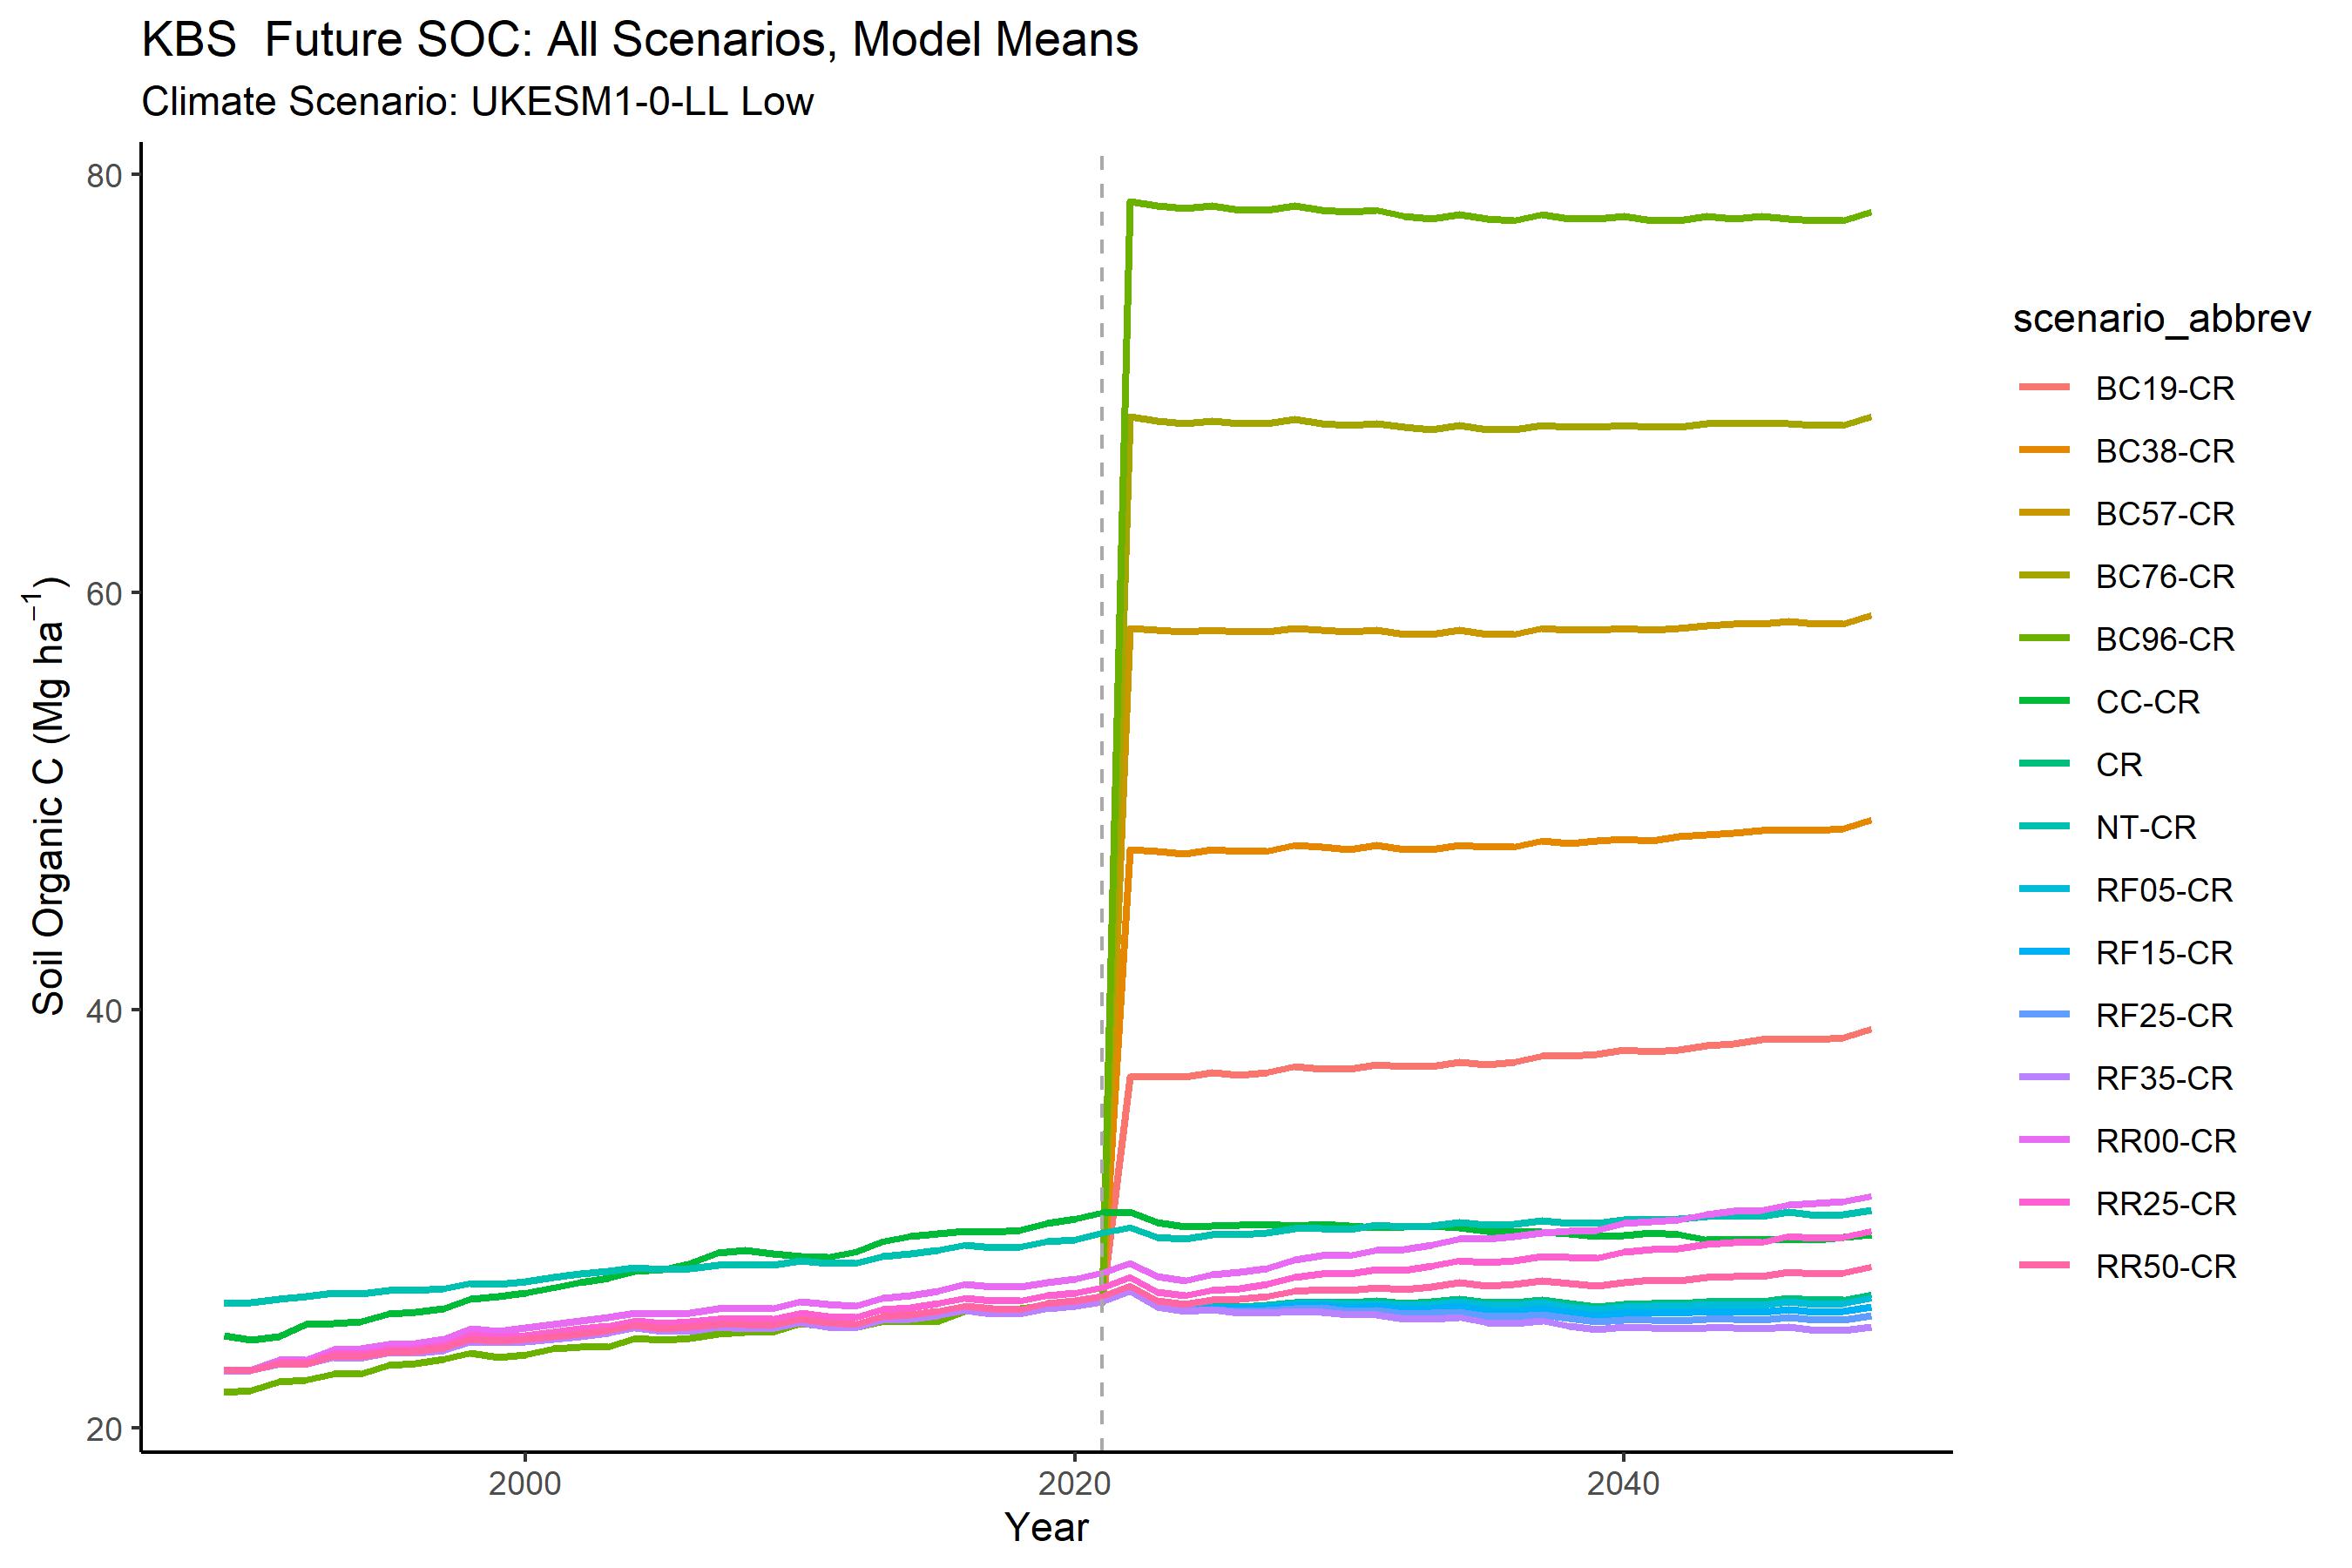 KBS  Future SOC: All Scenarios, Model Means
Climate Scenario: UKESM1-0-LL Low
Soil Organic C (Mg ha⁻¹)
80
60
40
20
2000
2020
2040
Year
scenario_abbrev
BC19-CR
BC38-CR
BC57-CR
BC76-CR
BC96-CR
CC-CR
CR
NT-CR
RF05-CR
RF15-CR
RF25-CR
RF35-CR
RR00-CR
RR25-CR
RR50-CR